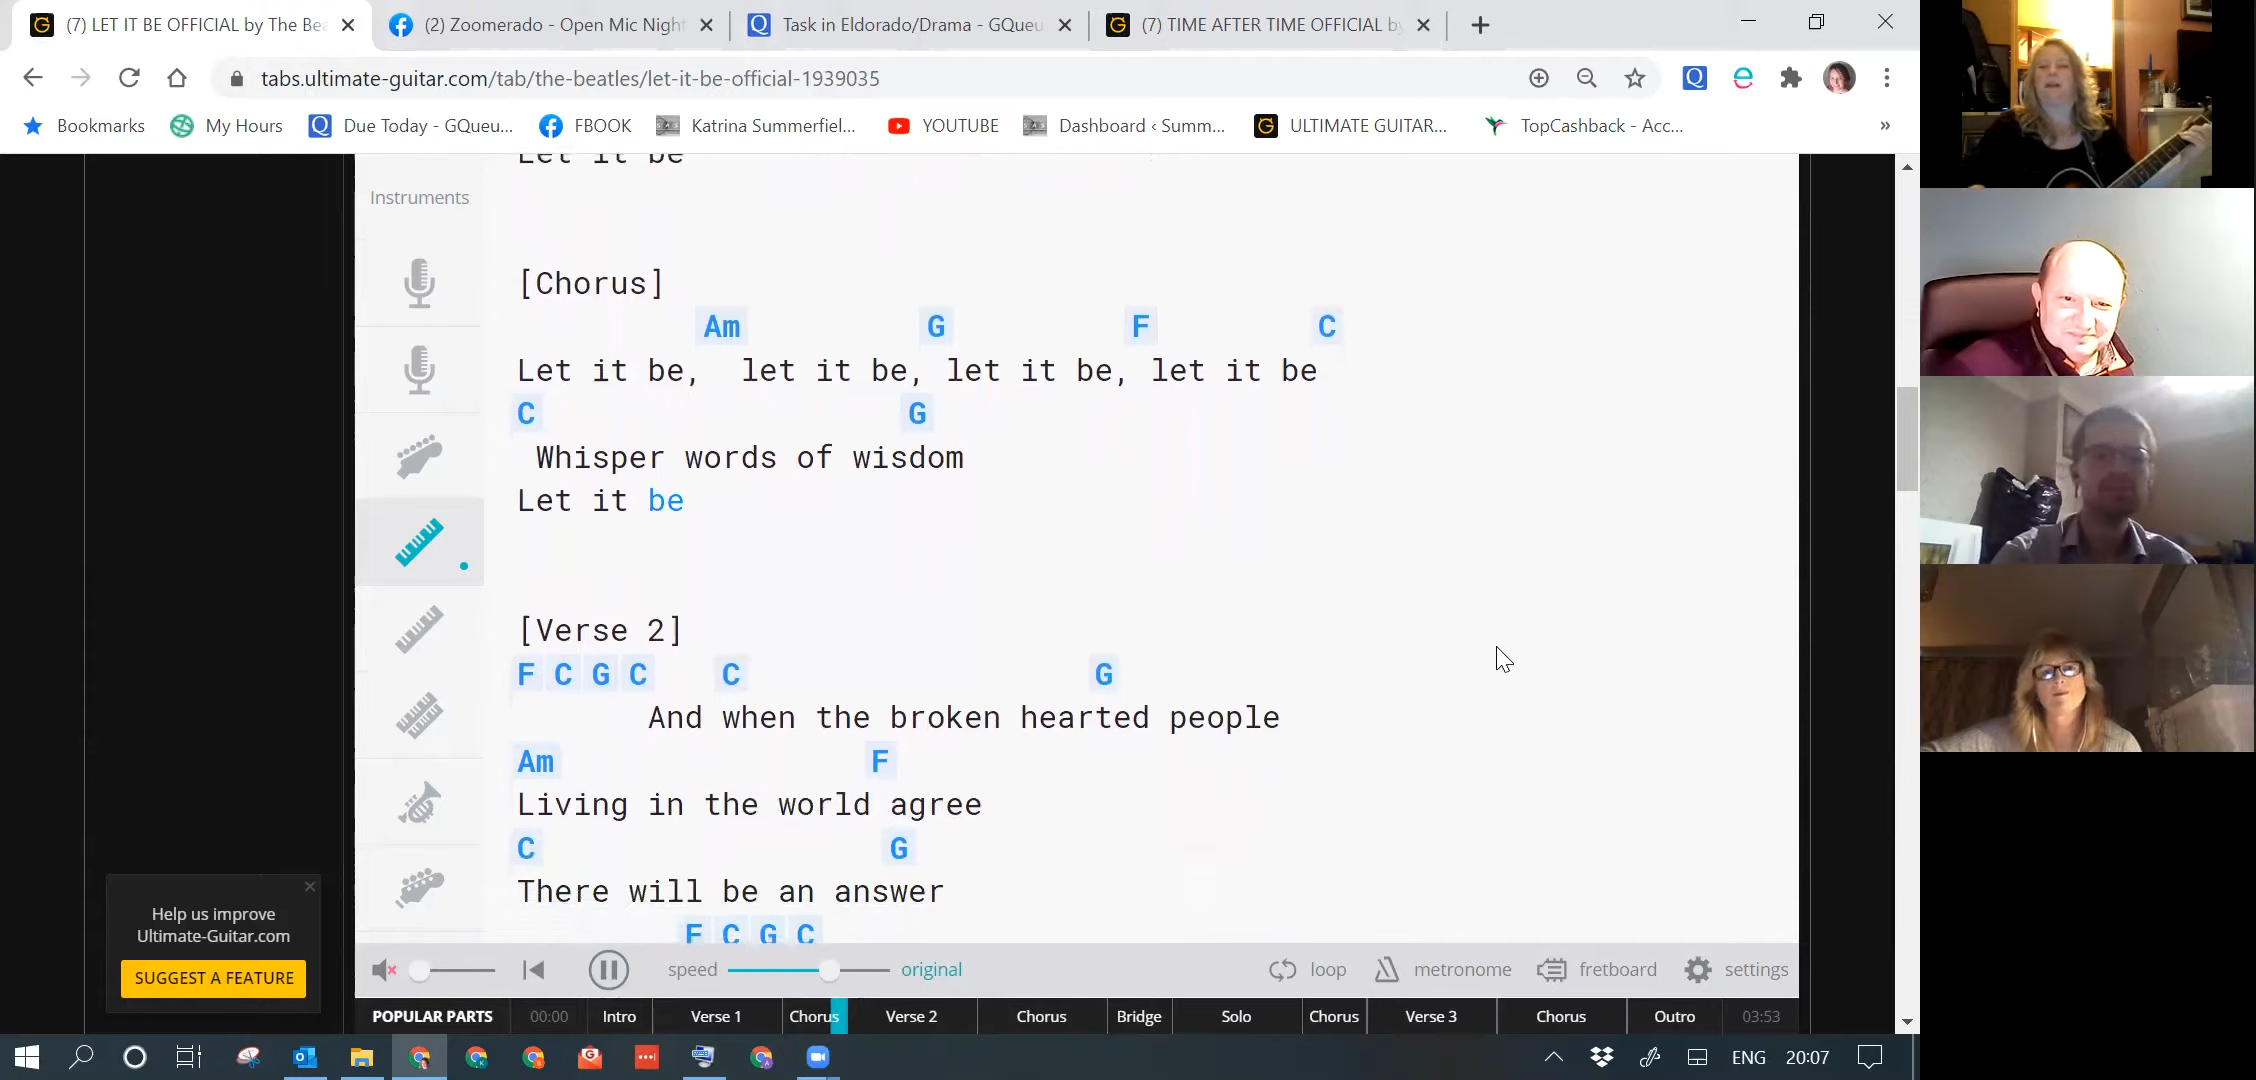 (7) LET IT BE OFFICIAL by The Bea
(2) Zoomerado - Open Mic Night
Task in Eldorado/Drama - GQueu
(7) TIME AFTER TIME OFFICIAL by
tabs.ultimate-guitar.com/tab/the-beatles/let-it-be-official-1939035
Bookmarks My Hours Due Today - GQueu... FBOOK Katrina Summerfiel... YOUTUBE Dashboard ‹ Summ... ULTIMATE GUITAR... TopCashback - Acc... »
Let it be
Instruments
[Chorus]
Am G F C
Let it be, let it be, let it be, let it be
C G
Whisper words of wisdom
Let it be
[Verse 2]
F C G C C G
And when the broken hearted people
Am F
Living in the world agree
C G
There will be an answer
F C G C
Help us improve
Ultimate-Guitar.com
SUGGEST A FEATURE
speed original loop metronome fretboard settings
POPULAR PARTS 00:00 Intro Verse 1 Chorus Verse 2 Chorus Bridge Solo Chorus Verse 3 Chorus Outro 03:53
ENG 20:07